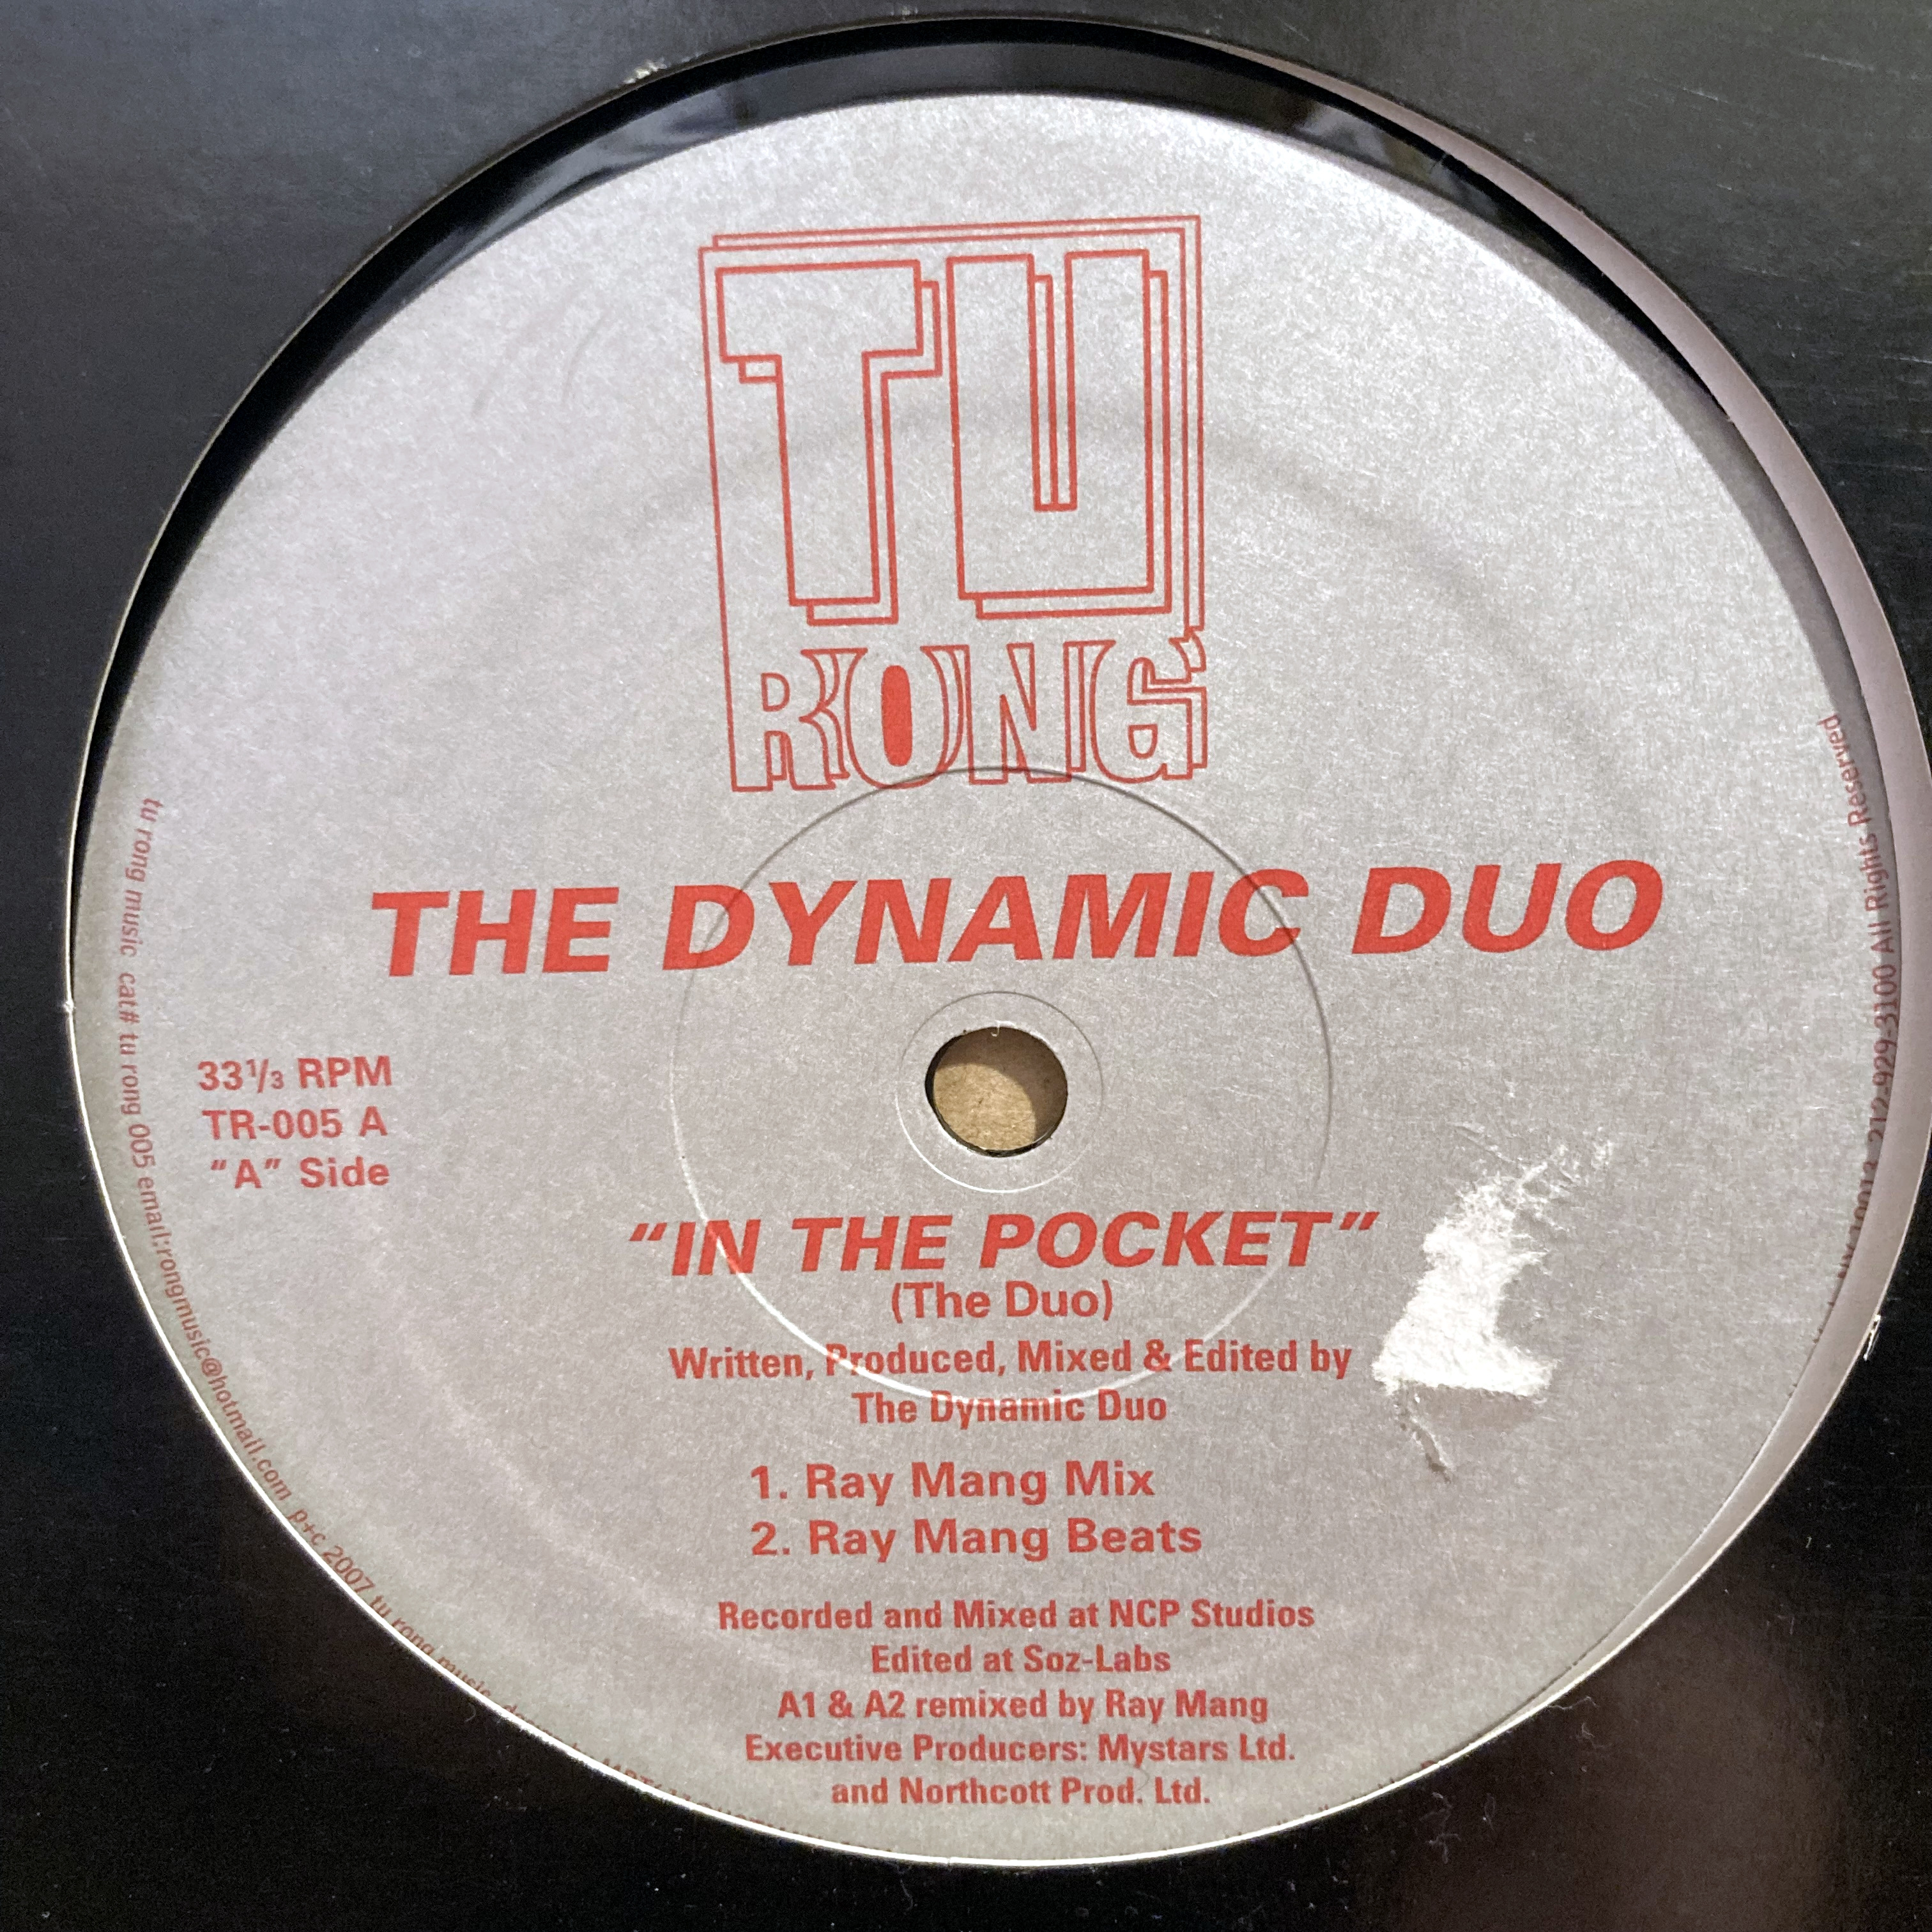 TU
RONG
THE DYNAMIC DUO
33 1/3 RPM
TR-005 A
"A" Side
"IN THE POCKET"
(The Duo)
Written, Produced, Mixed & Edited by
The Dynamic Duo
1. Ray Mang Mix
2. Ray Mang Beats
Recorded and Mixed at NCP Studios
Edited at Soz-Labs
A1 & A2 remixed by Ray Mang
Executive Producers: Mystars Ltd.
and Northcott Prod. Ltd.
tu rong music cat# tu rong 005 email:rongmusic@hotmail.com p+c 2007 tu rong music
212-929-3100 All Rights Reserved